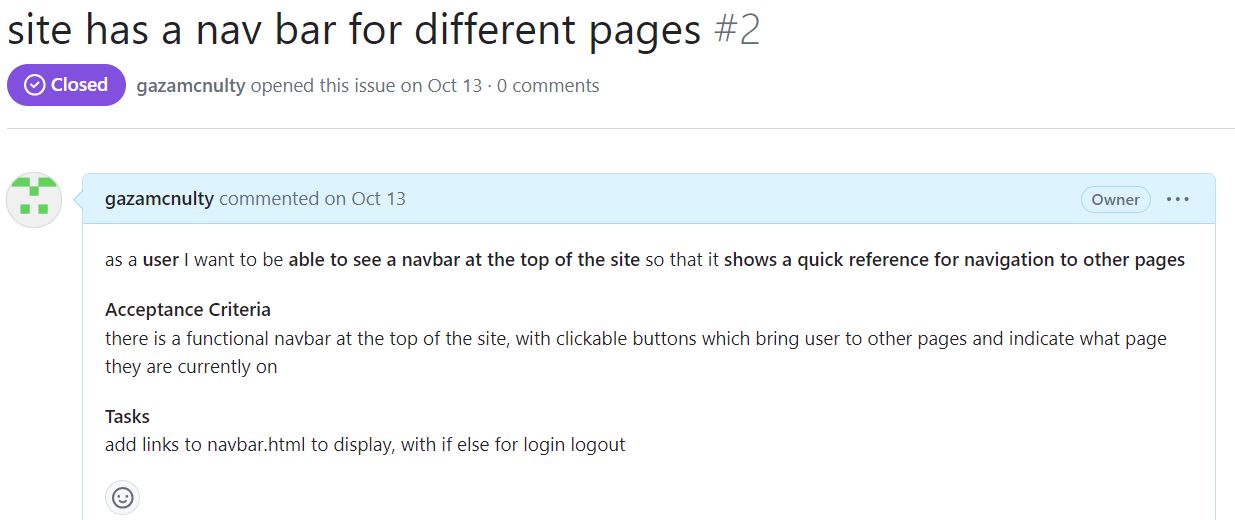 site has a nav bar for different pages #2
Closed gazamcnulty opened this issue on Oct 13 · 0 comments
gazamcnulty commented on Oct 13 Owner
as a user I want to be able to see a navbar at the top of the site so that it shows a quick reference for navigation to other pages
Acceptance Criteria
there is a functional navbar at the top of the site, with clickable buttons which bring user to other pages and indicate what page
they are currently on
Tasks
add links to navbar.html to display, with if else for login logout